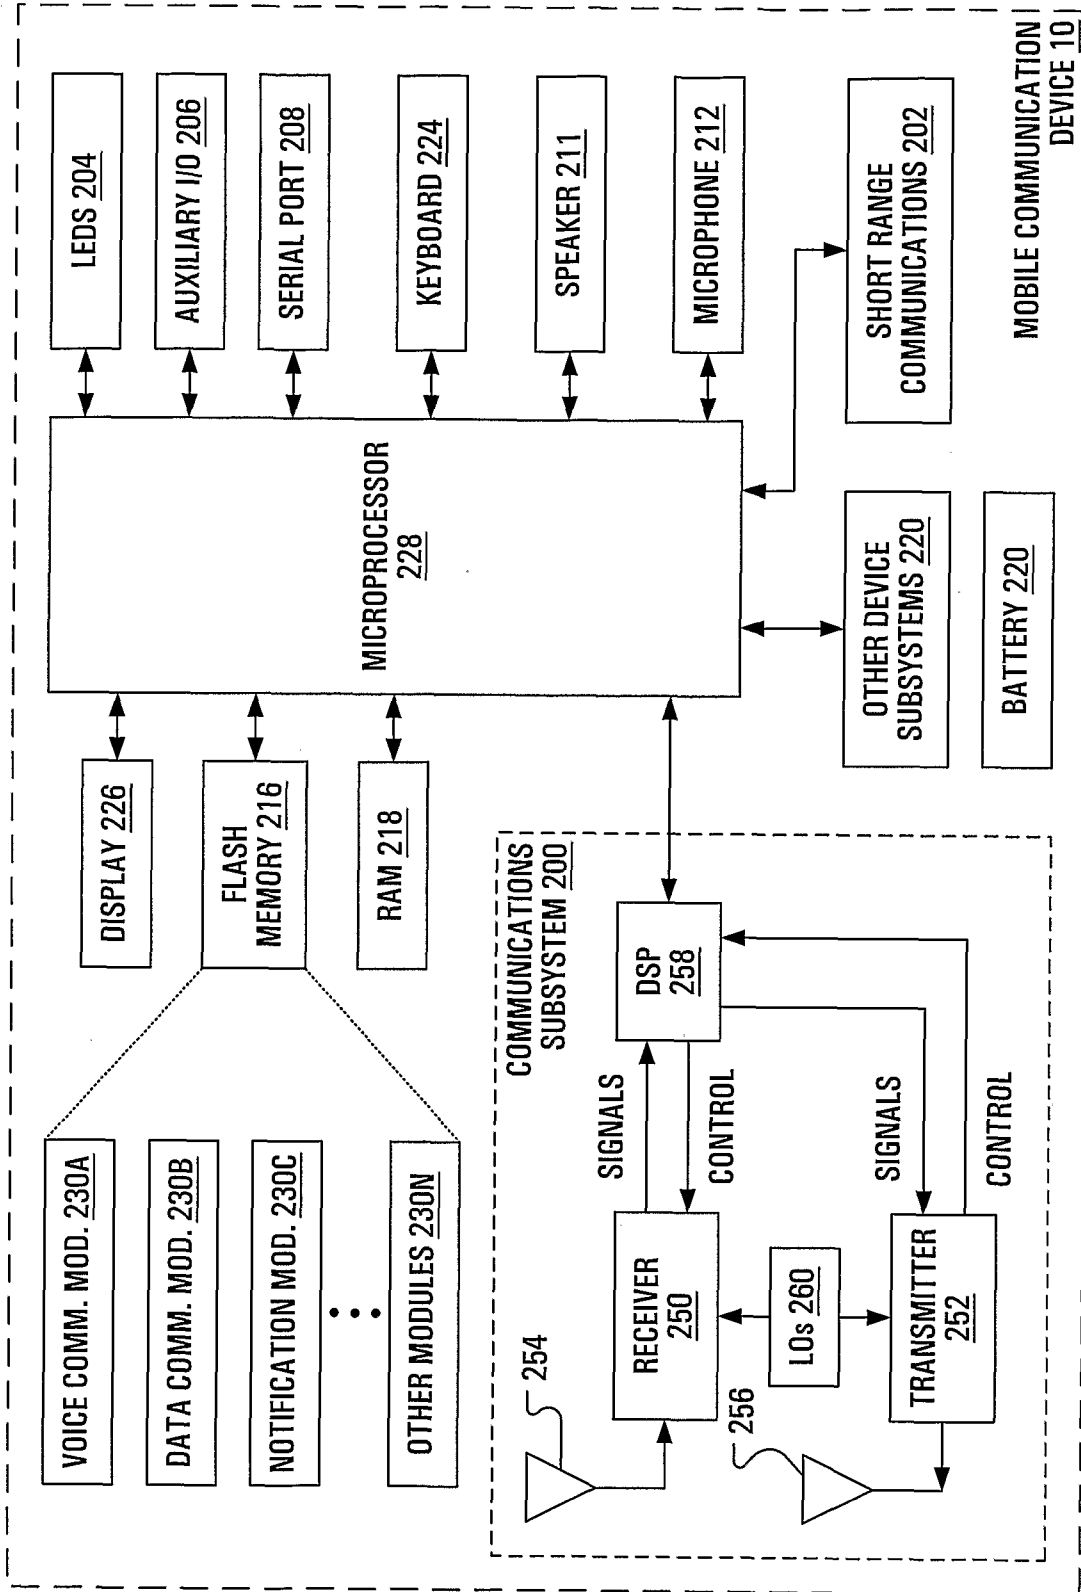 VOICE COMM. MOD. 230A
DATA COMM. MOD. 230B
NOTIFICATION MOD. 230C
OTHER MODULES 230N
DISPLAY 226
FLASH
MEMORY 216
RAM 218
MICROPROCESSOR
228
LEDS 204
AUXILIARY I/O 206
SERIAL PORT 208
KEYBOARD 224
SPEAKER 211
MICROPHONE 212
SHORT RANGE
COMMUNICATIONS 202
OTHER DEVICE
SUBSYSTEMS 220
BATTERY 220
COMMUNICATIONS
SUBSYSTEM 200
254
RECEIVER
250
SIGNALS
CONTROL
DSP
258
LOs 260
256
TRANSMITTER
252
SIGNALS
CONTROL
MOBILE COMMUNICATION
DEVICE 10